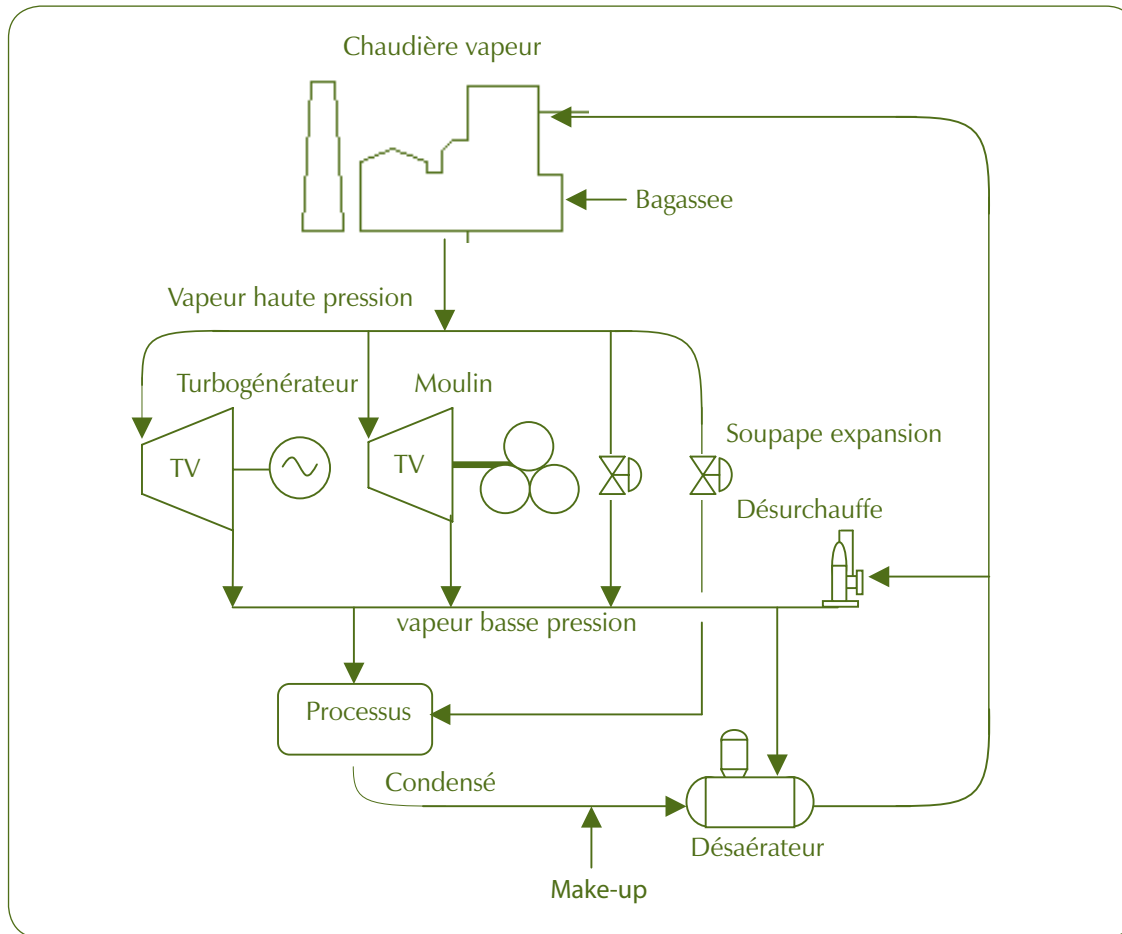 Chaudière vapeur
Bagassee
Vapeur haute pression
Turbogénérateur
Moulin
Soupape expansion
TV
TV
Désurchauffe
vapeur basse pression
Processus
Condensé
Désaérateur
Make-up